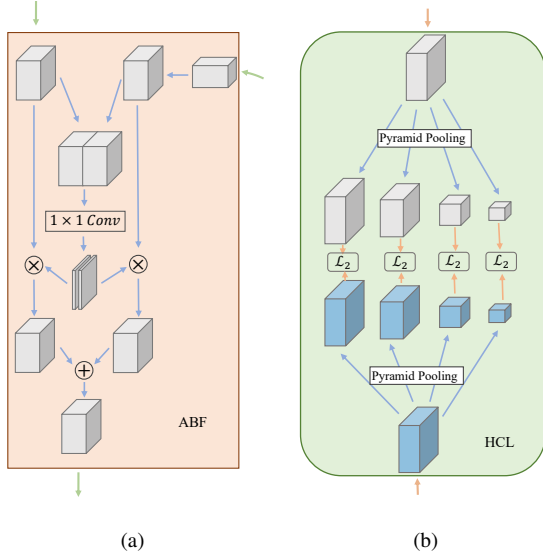 1 × 1 Conv
⊗
⊗
⊕
ABF
(a)
Pyramid Pooling
ℒ₂
ℒ₂
ℒ₂
ℒ₂
Pyramid Pooling
HCL
(b)